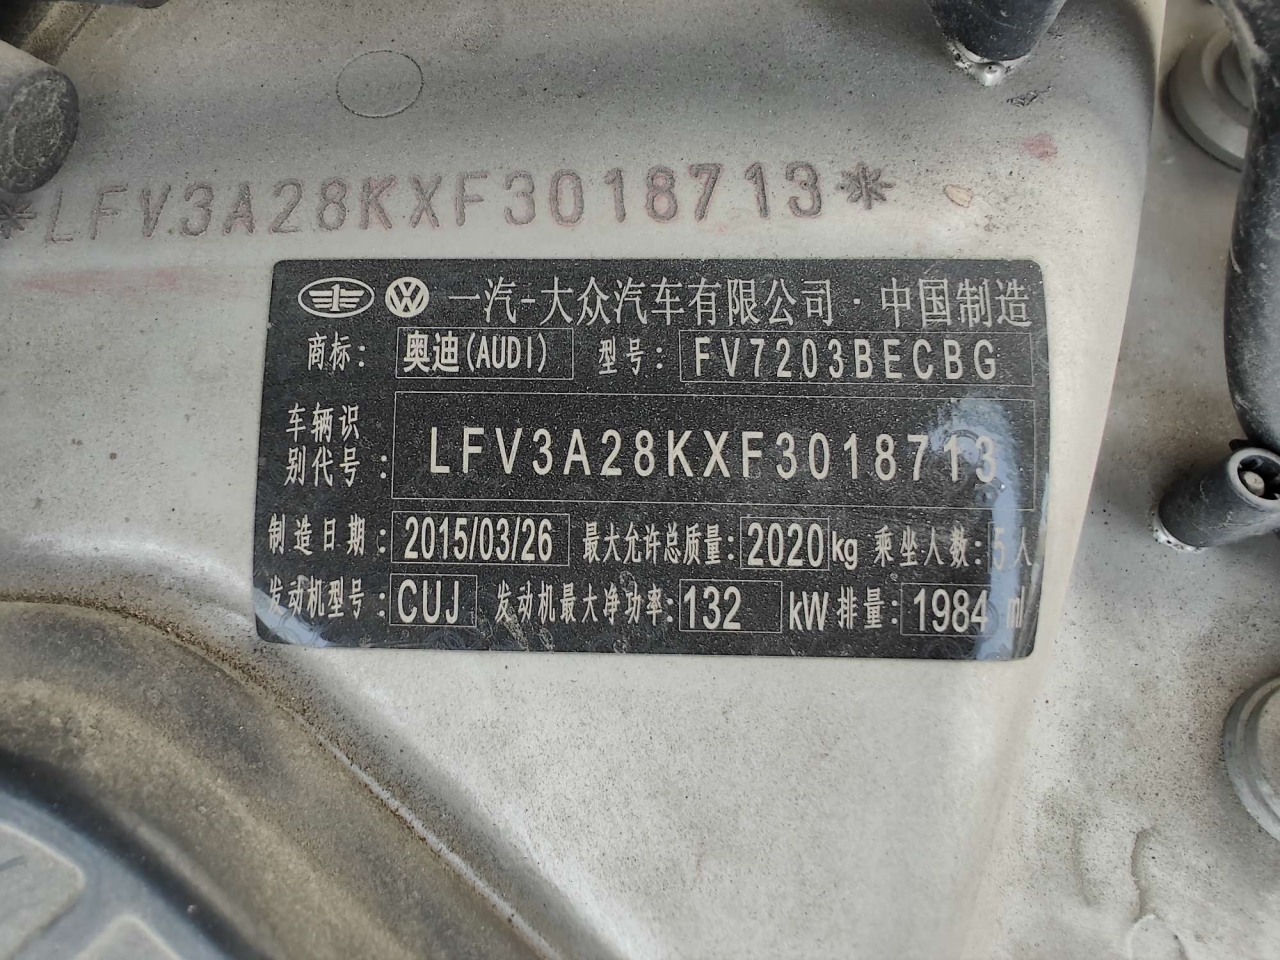 *LFV3A28KXF3018713*
一汽-大众汽车有限公司·中国制造
商标: 奥迪(AUDI) 型号: FV7203BECBG
车辆识别代号: LFV3A28KXF3018713
制造日期: 2015/03/26 最大允许总质量: 2020kg 乘坐人数: 5人
发动机型号: CUJ 发动机最大净功率: 132 kW 排量: 1984 ml